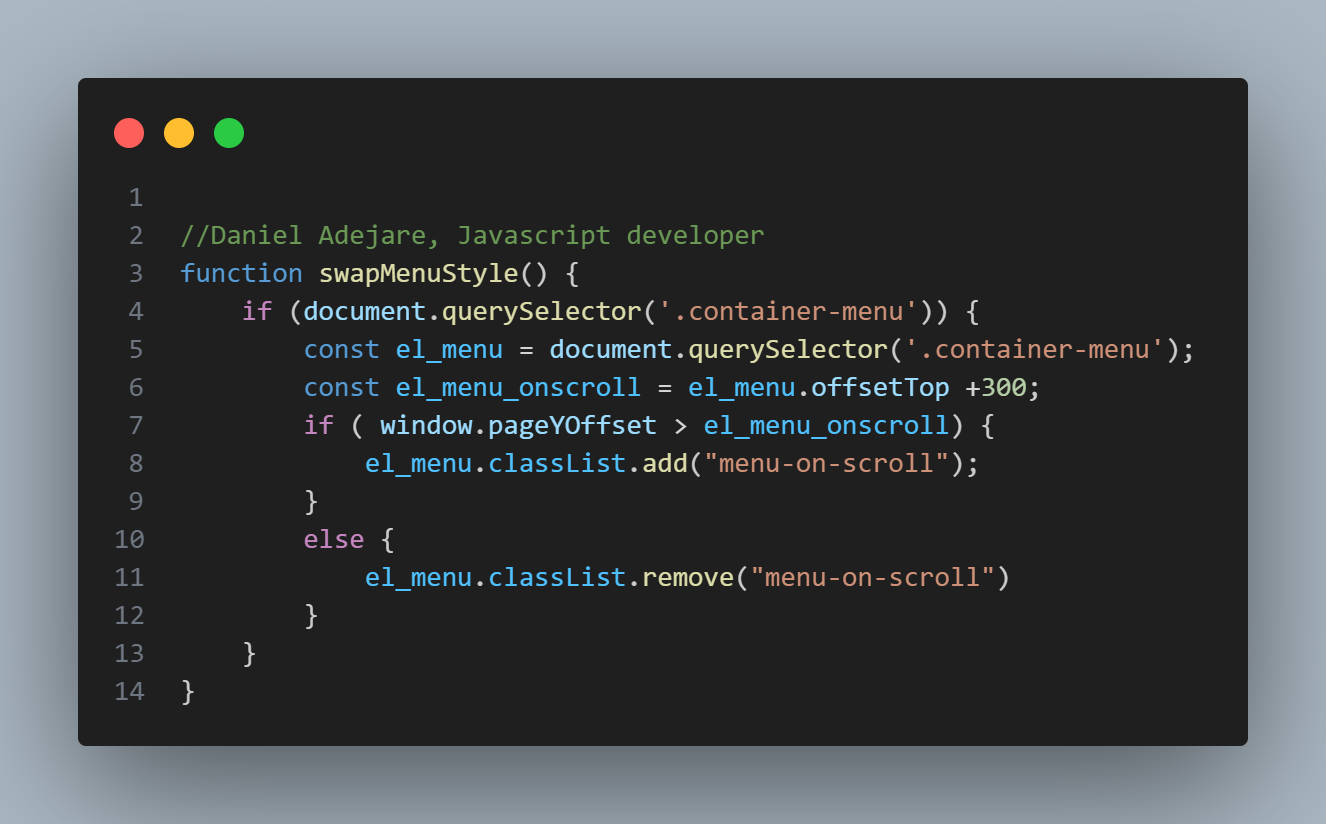 1
2 //Daniel Adejare, Javascript developer
3 function swapMenuStyle() {
4     if (document.querySelector('.container-menu')) {
5         const el_menu = document.querySelector('.container-menu');
6         const el_menu_onscroll = el_menu.offsetTop +300;
7         if ( window.pageYOffset > el_menu_onscroll) {
8             el_menu.classList.add("menu-on-scroll");
9         }
10         else {
11             el_menu.classList.remove("menu-on-scroll")
12         }
13     }
14 }